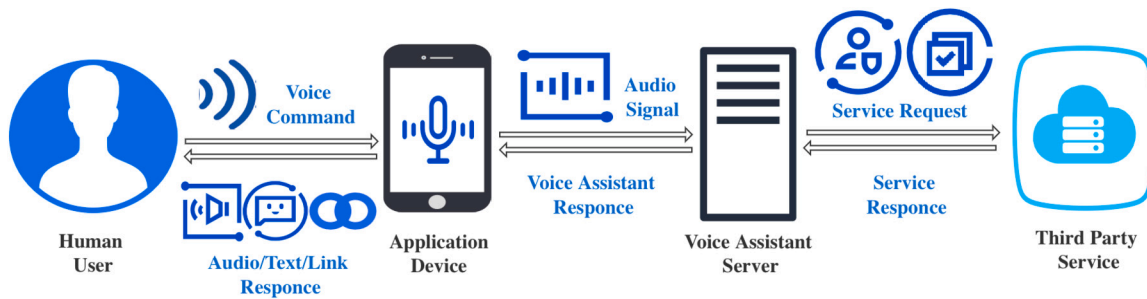 Voice
Command
Audio
Signal
Service Request
Voice Assistant
Responce
Service
Responce
Human
User
Audio/Text/Link
Responce
Application
Device
Voice Assistant
Server
Third Party
Service